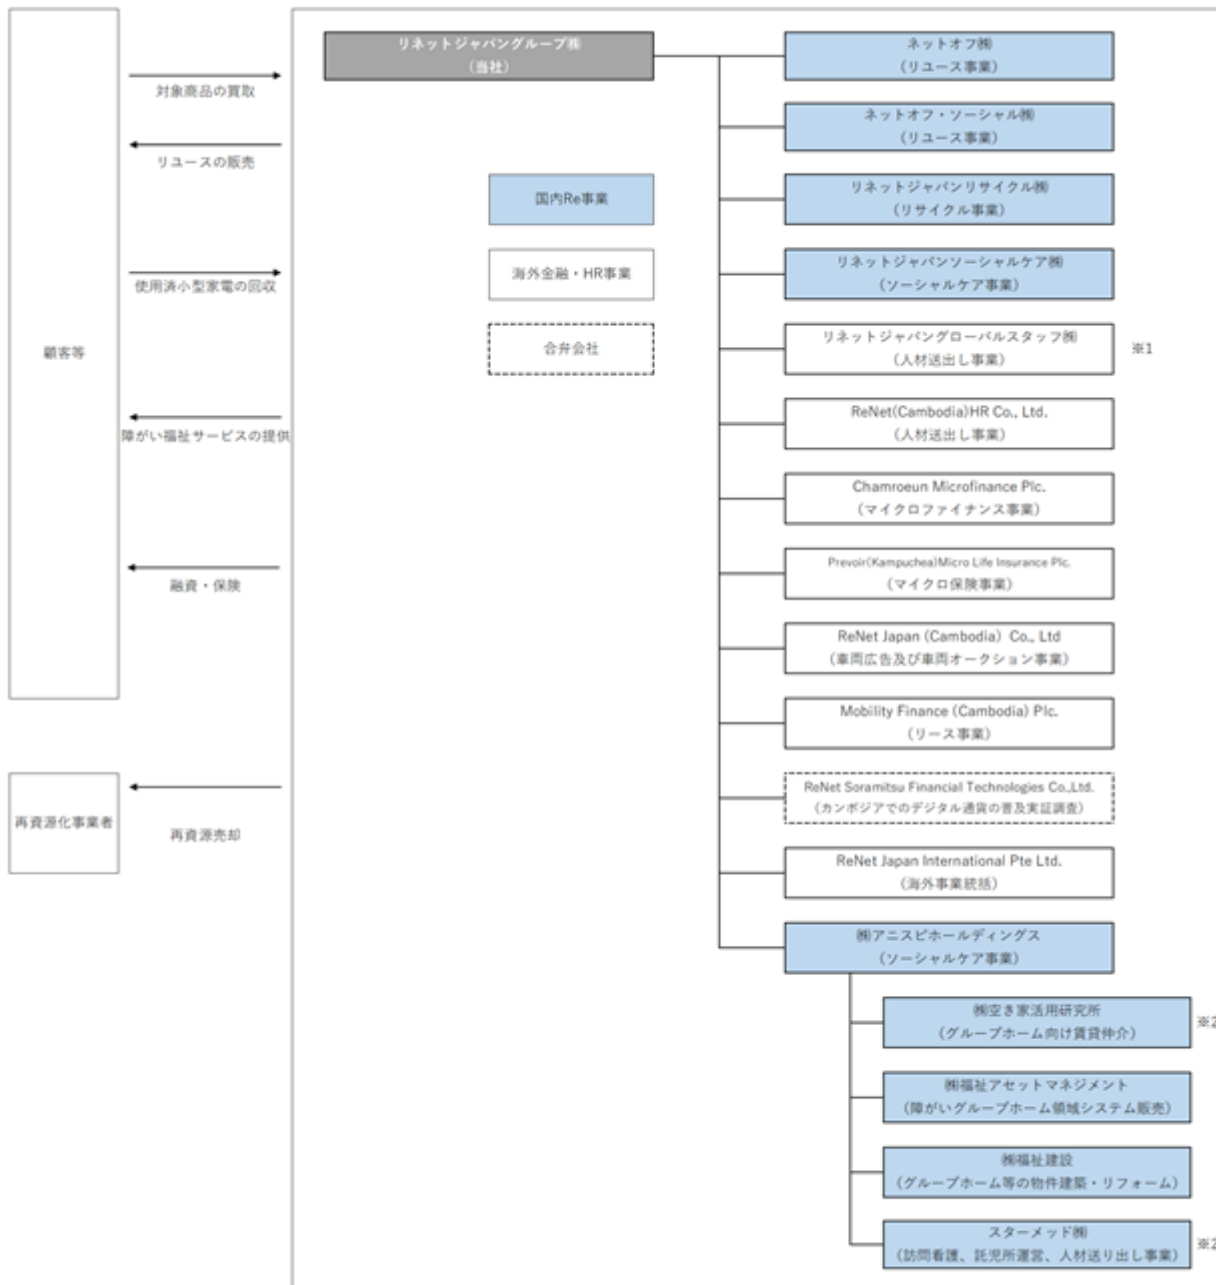 リネットジャパングループ㈱
（当社）
ネットオフ㈱
（リユース事業）
対象商品の買取
ネットオフ・ソーシャル㈱
（リユース事業）
リユースの販売
国内Re事業
リネットジャパンリサイクル㈱
（リサイクル事業）
海外金融・HR事業
リネットジャパンソーシャルケア㈱
（ソーシャルケア事業）
使用済小型家電の回収
顧客等
合弁会社
リネットジャパングローバルスタッフ㈱
（人材送出し事業）
※1
ReNet(Cambodia)HR Co., Ltd.
（人材送出し事業）
障がい福祉サービスの提供
Chamroeun Microfinance Plc.
（マイクロファイナンス事業）
Prevoir(Kampuchea)Micro Life Insurance Plc.
（マイクロ保険事業）
融資・保険
ReNet Japan (Cambodia) Co., Ltd
（車両広告及び車両オークション事業）
Mobility Finance (Cambodia) Plc.
（リース事業）
ReNet Soramitsu Financial Technologies Co.,Ltd.
（カンボジアでのデジタル通貨の普及実証調査）
再資源化事業者
再資源売却
ReNet Japan International Pte Ltd.
（海外事業統括）
㈱アニスピホールディングス
（ソーシャルケア事業）
㈱空き家活用研究所
（グループホーム向け賃貸仲介）
※2
㈱福祉アセットマネジメント
（障がいグループホーム領域システム販売）
㈱福祉建設
（グループホーム等の物件建築・リフォーム）
スターメッド㈱
（訪問看護、託児所運営、人材送り出し事業）
※2